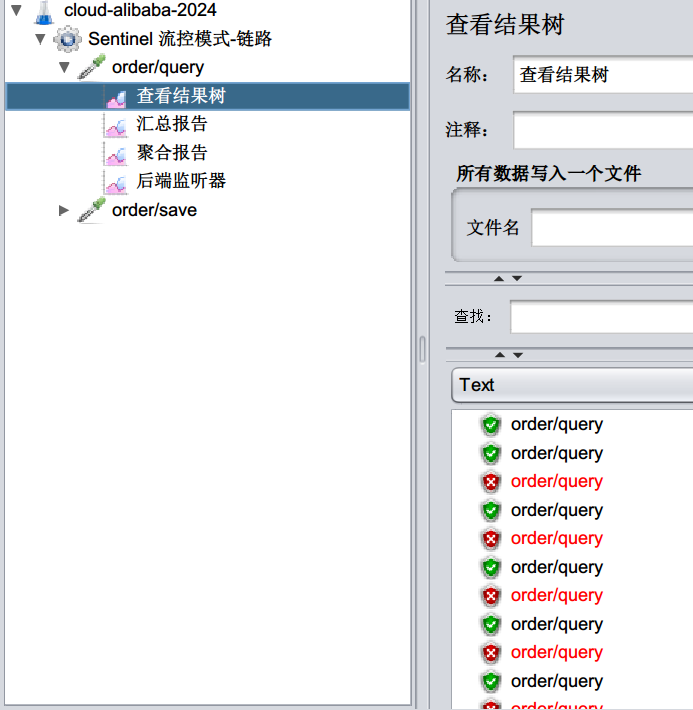 cloud-alibaba-2024
Sentinel 流控模式-链路
order/query
查看结果树
汇总报告
聚合报告
后端监听器
order/save
查看结果树
名称：
查看结果树
注释：
所有数据写入一个文件
文件名
查找：
Text
order/query
order/query
order/query
order/query
order/query
order/query
order/query
order/query
order/query
order/query
order/query